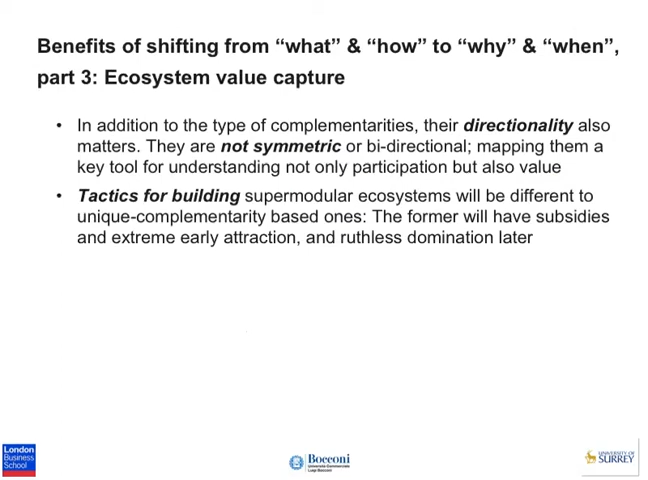 Benefits of shifting from “what” & “how” to “why” & “when”,
part 3: Ecosystem value capture
• In addition to the type of complementarities, their directionality also
matters. They are not symmetric or bi-directional; mapping them a
key tool for understanding not only participation but also value
• Tactics for building supermodular ecosystems will be different to
unique-complementarity based ones: The former will have subsidies
and extreme early attraction, and ruthless domination later
London
Business
School
Bocconi
Università Commerciale
Luigi Bocconi
UNIVERSITY OF
SURREY